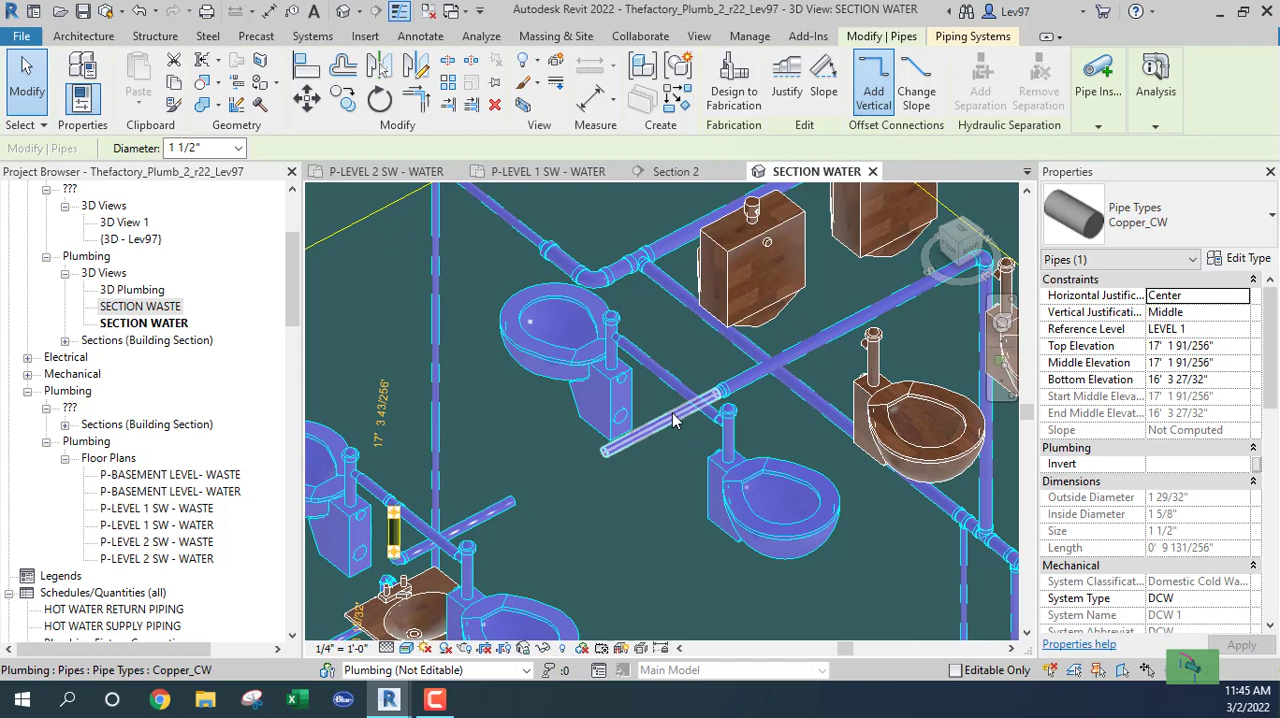 Autodesk Revit 2022 - Thefactory_Plumb_2_r22_Lev97 - 3D View: SECTION WATER
Lev97
File Architecture Structure Steel Precast Systems Insert Annotate Analyze Massing & Site Collaborate View Manage Add-Ins Modify | Pipes Piping Systems
Modify Paste Design to Fabrication Justify Slope Add Vertical Change Slope Add Separation Remove Separation Pipe Ins... Analysis
Select Properties Clipboard Geometry Modify View Measure Create Fabrication Edit Offset Connections Hydraulic Separation
Modify | Pipes Diameter: 1 1/2"
Project Browser - Thefactory_Plumb_2_r22_Lev97
???
3D Views
3D View 1
{3D - Lev97}
Plumbing
3D Views
3D Plumbing
SECTION WASTE
SECTION WATER
Sections (Building Section)
Electrical
Mechanical
Plumbing
???
Sections (Building Section)
Plumbing
Floor Plans
P-BASEMENT LEVEL- WASTE
P-BASEMENT LEVEL- WATER
P-LEVEL 1 SW - WASTE
P-LEVEL 1 SW - WATER
P-LEVEL 2 SW - WASTE
P-LEVEL 2 SW - WATER
Legends
Schedules/Quantities (all)
HOT WATER RETURN PIPING
HOT WATER SUPPLY PIPING
P-LEVEL 2 SW - WATER P-LEVEL 1 SW - WATER Section 2 SECTION WATER
17' 3 43/256'
1/4" = 1'-0"
Properties
Pipe Types
Copper_CW
Pipes (1) Edit Type
Constraints
Horizontal Justific... Center
Vertical Justificati... Middle
Reference Level LEVEL 1
Top Elevation 17' 1 91/256"
Middle Elevation 17' 1 91/256"
Bottom Elevation 16' 3 27/32"
Start Middle Eleva... 17' 1 91/256"
End Middle Elevat... 17' 1 91/256"
Slope Not Computed
Plumbing
Invert
Dimensions
Outside Diameter 1 29/32"
Inside Diameter 1 5/8"
Size 1 1/2"
Length 0' 9 131/256"
Mechanical
System Classificat... Domestic Cold Wa...
System Type DCW
System Name DCW 1
Properties help Apply
Plumbing : Pipes : Pipe Types : Copper_CW Plumbing (Not Editable) :0 Main Model Editable Only
11:45 AM
3/2/2022